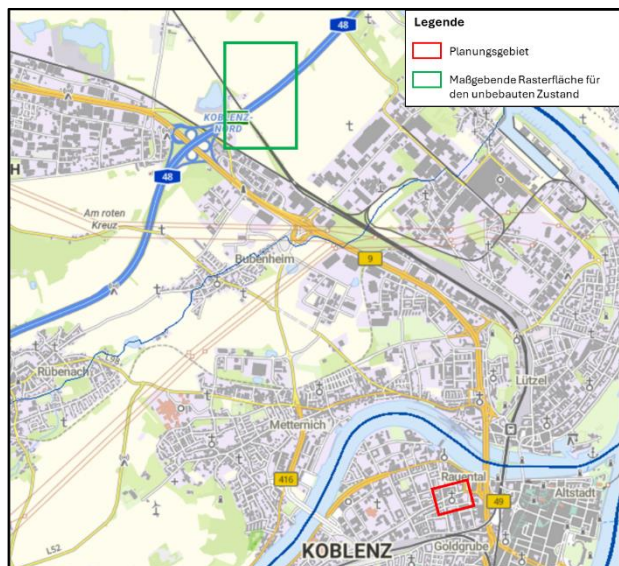 48
Legende
Planungsgebiet
Maßgebende Rasterfläche für
den unbebauten Zustand
KOBLENZ-
NORD
H
48
Am roten
Kreuz
Bubenheim
9
Rübenach
Lützel
Metternich
416
Rauental
49
Altstadt
L52
KOBLENZ
Goldgrube